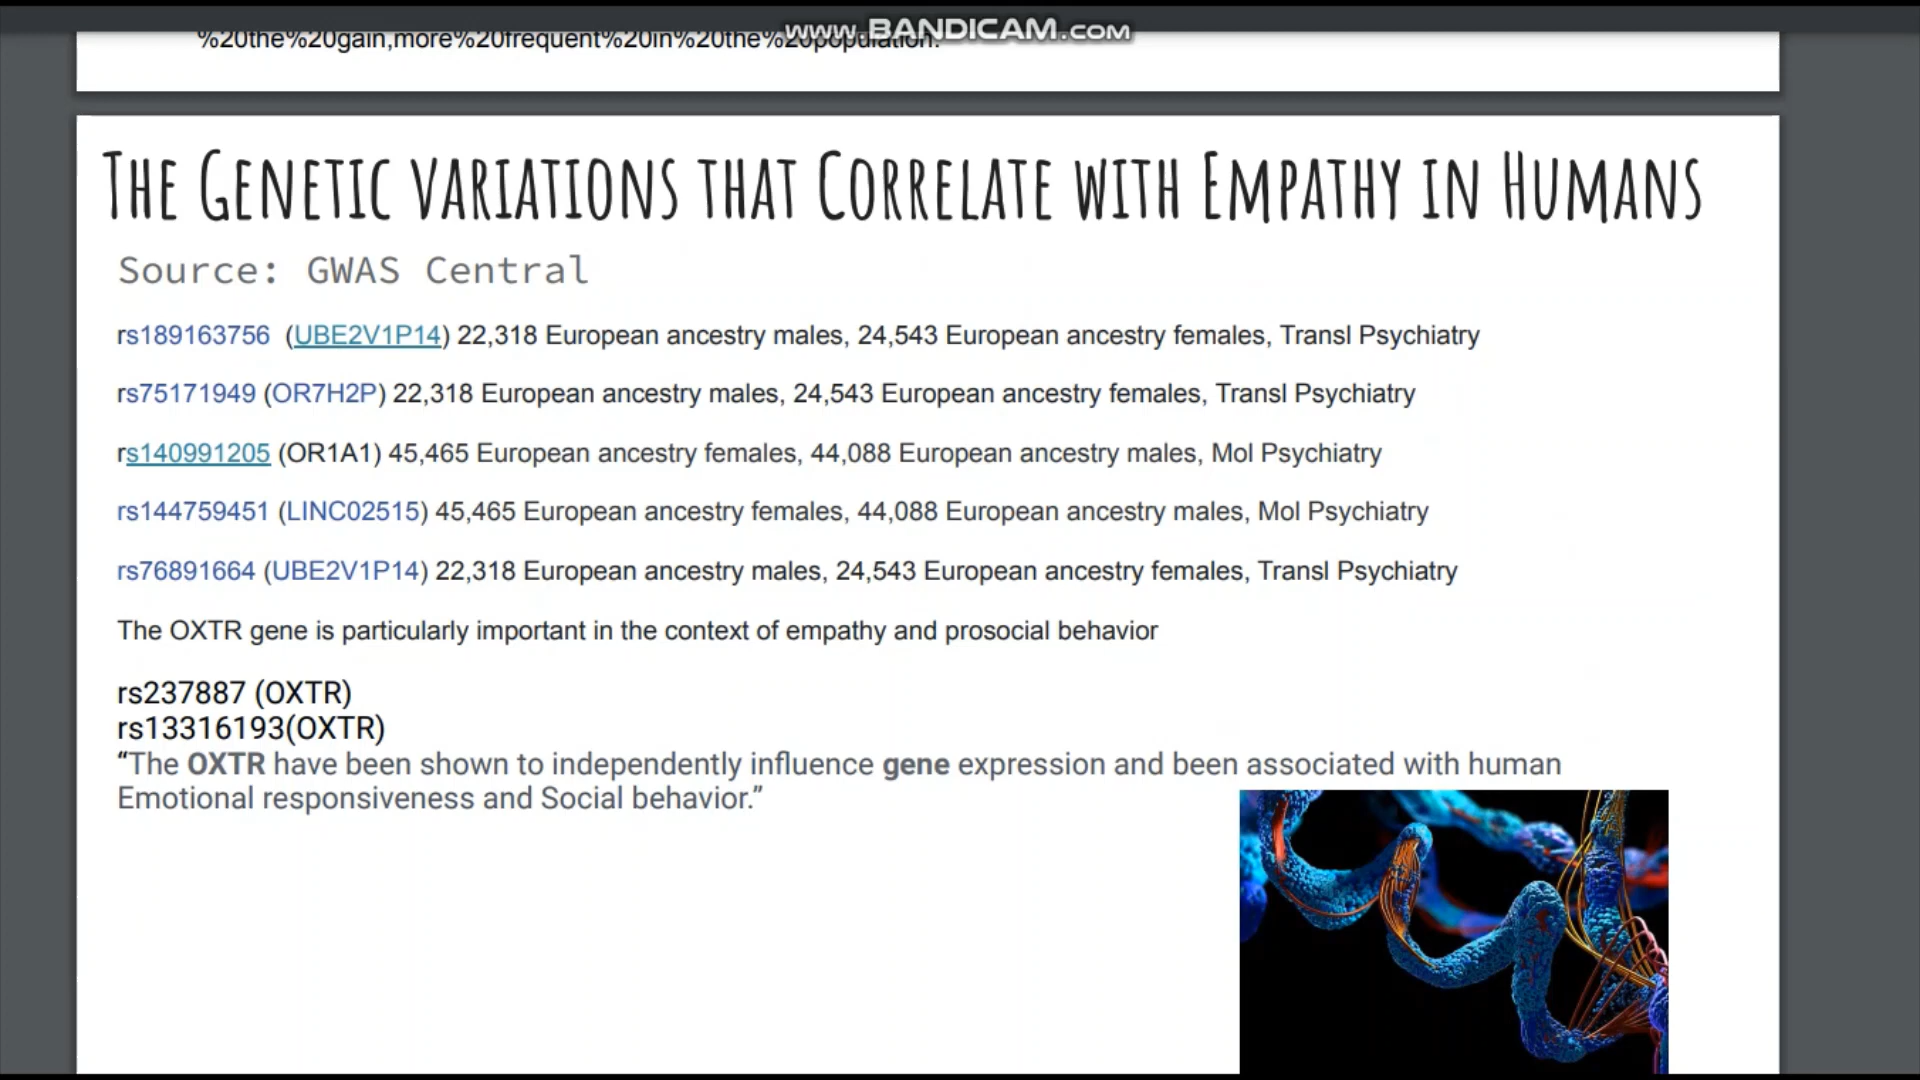 www.BANDICAM.com
%20the%20gain,more%20frequent%20in%20the%20population.
The Genetic variations that Correlate with Empathy in Humans
Source: GWAS Central
rs189163756 (UBE2V1P14) 22,318 European ancestry males, 24,543 European ancestry females, Transl Psychiatry
rs75171949 (OR7H2P) 22,318 European ancestry males, 24,543 European ancestry females, Transl Psychiatry
rs140991205 (OR1A1) 45,465 European ancestry females, 44,088 European ancestry males, Mol Psychiatry
rs144759451 (LINC02515) 45,465 European ancestry females, 44,088 European ancestry males, Mol Psychiatry
rs76891664 (UBE2V1P14) 22,318 European ancestry males, 24,543 European ancestry females, Transl Psychiatry
The OXTR gene is particularly important in the context of empathy and prosocial behavior
rs237887 (OXTR)
rs13316193(OXTR)
“The OXTR have been shown to independently influence gene expression and been associated with human
Emotional responsiveness and Social behavior.”